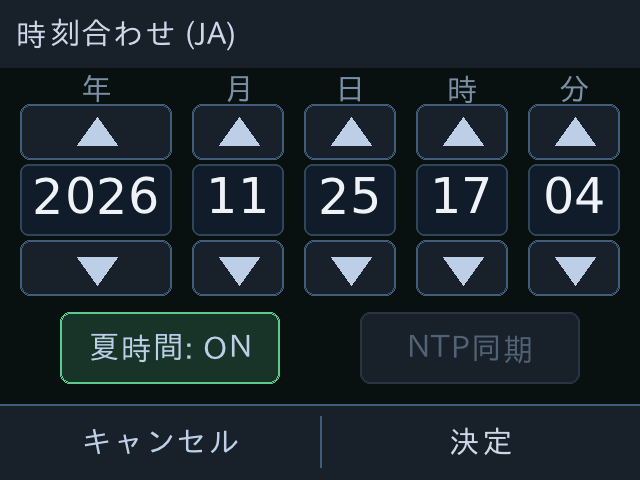 時刻合わせ (JA)
年 月 日 時 分
2026 11 25 17 04
夏時間: ON NTP同期
キャンセル 決定